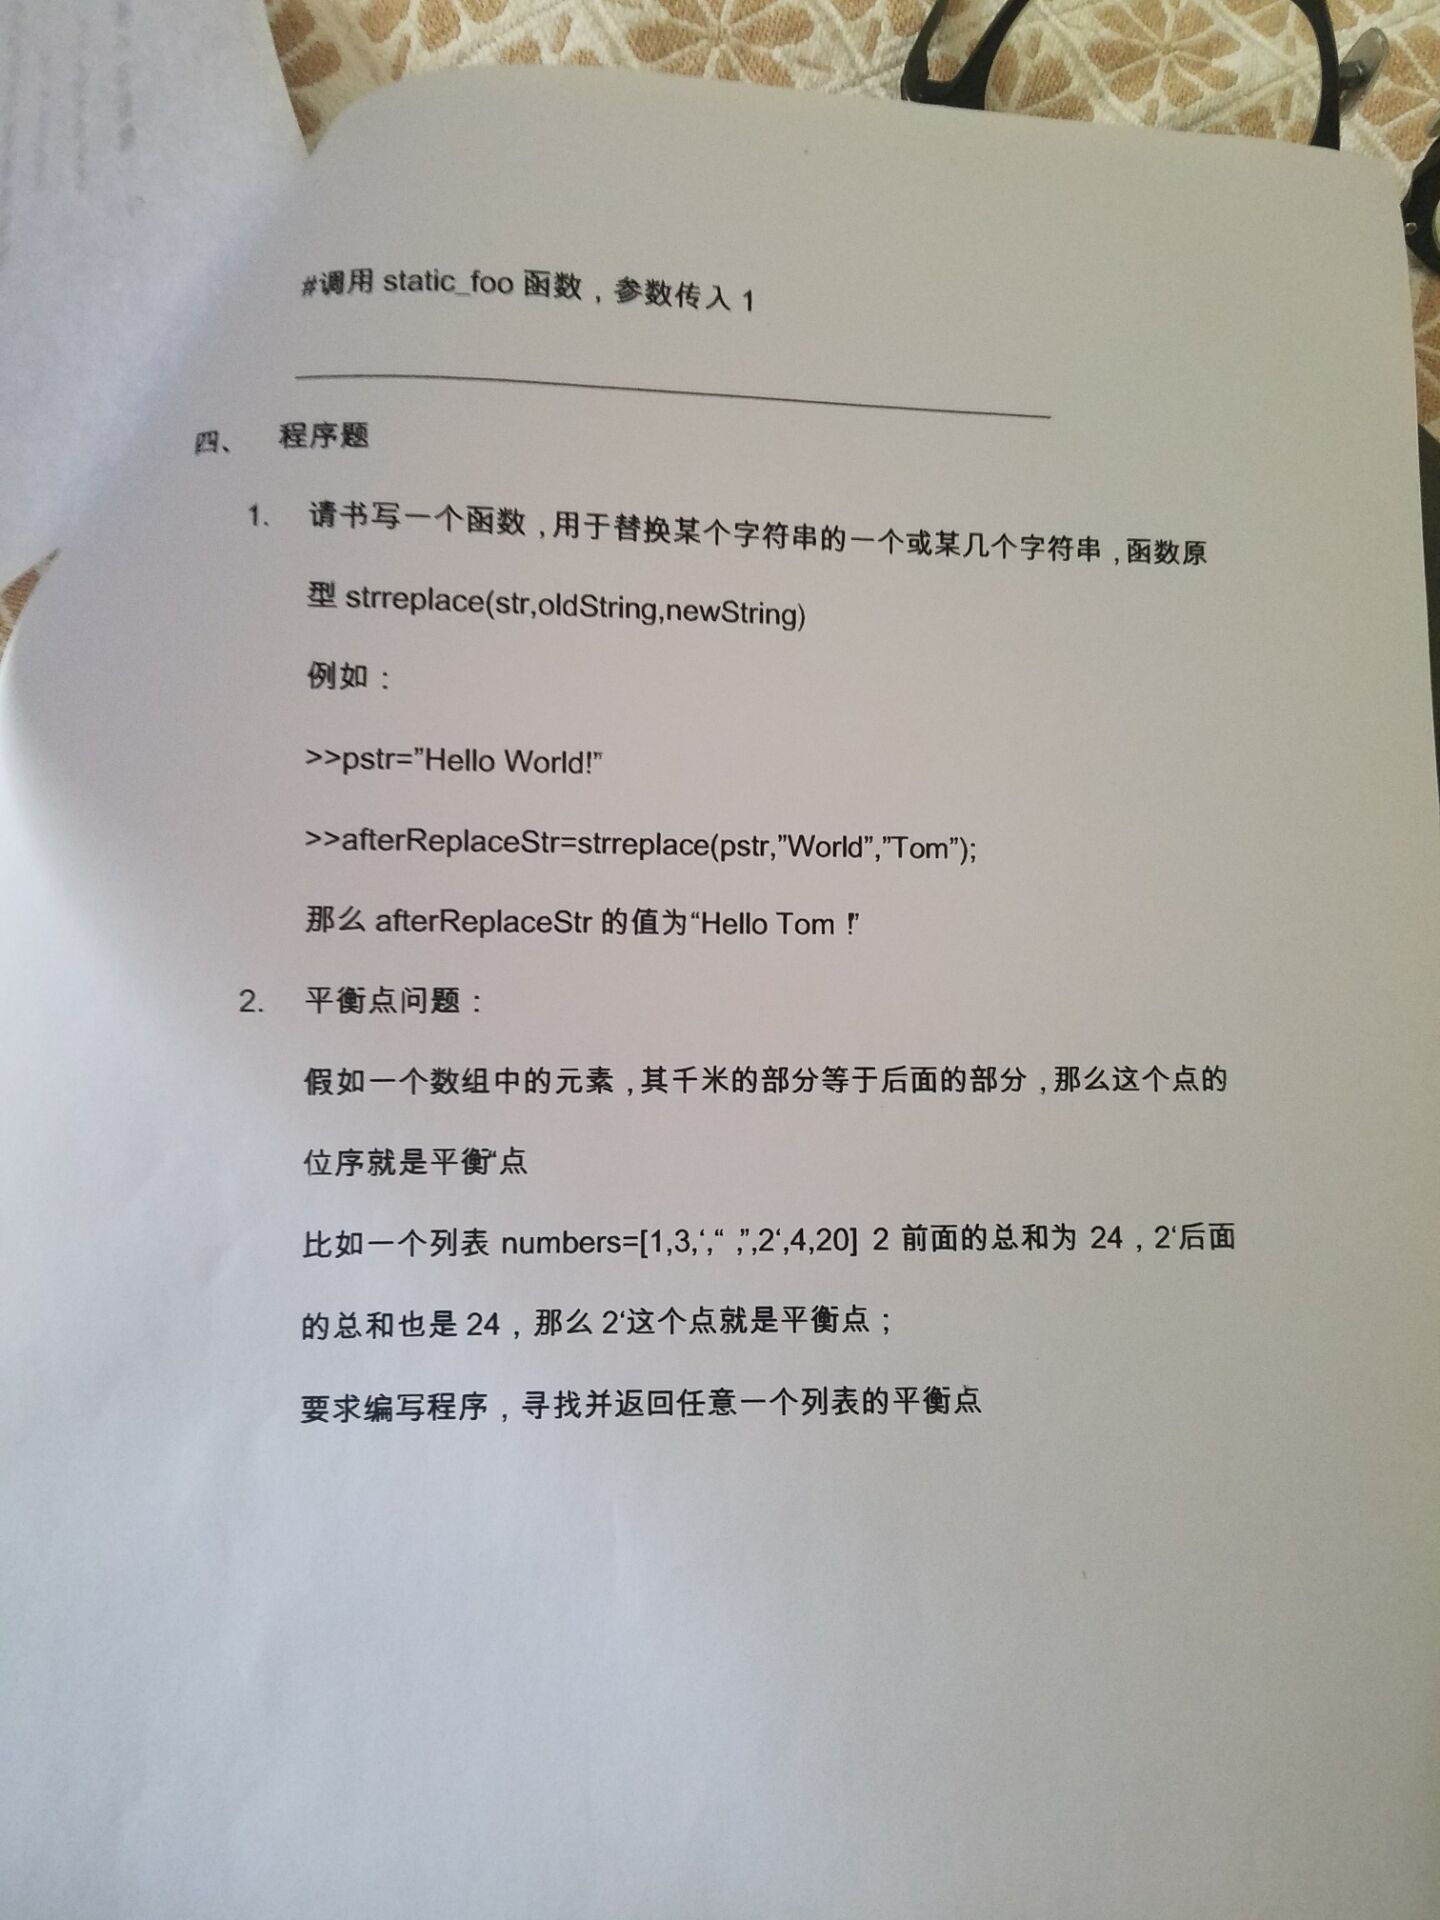 #调用 static_foo 函数，参数传入 1
四、 程序题
1. 请书写一个函数，用于替换某个字符串的一个或某几个字符串，函数原
型 strreplace(str,oldString,newString)
例如：
>>pstr=”Hello World!”
>>afterReplaceStr=strreplace(pstr,”World”,”Tom”);
那么 afterReplaceStr 的值为“Hello Tom！”
2. 平衡点问题：
假如一个数组中的元素，其千米的部分等于后面的部分，那么这个点的
位序就是平衡“点
比如一个列表 numbers=[1,3,‘,“ ,”,2‘,4,20] 2 前面的总和为 24，2‘后面
的总和也是 24，那么 2‘这个点就是平衡点；
要求编写程序，寻找并返回任意一个列表的平衡点